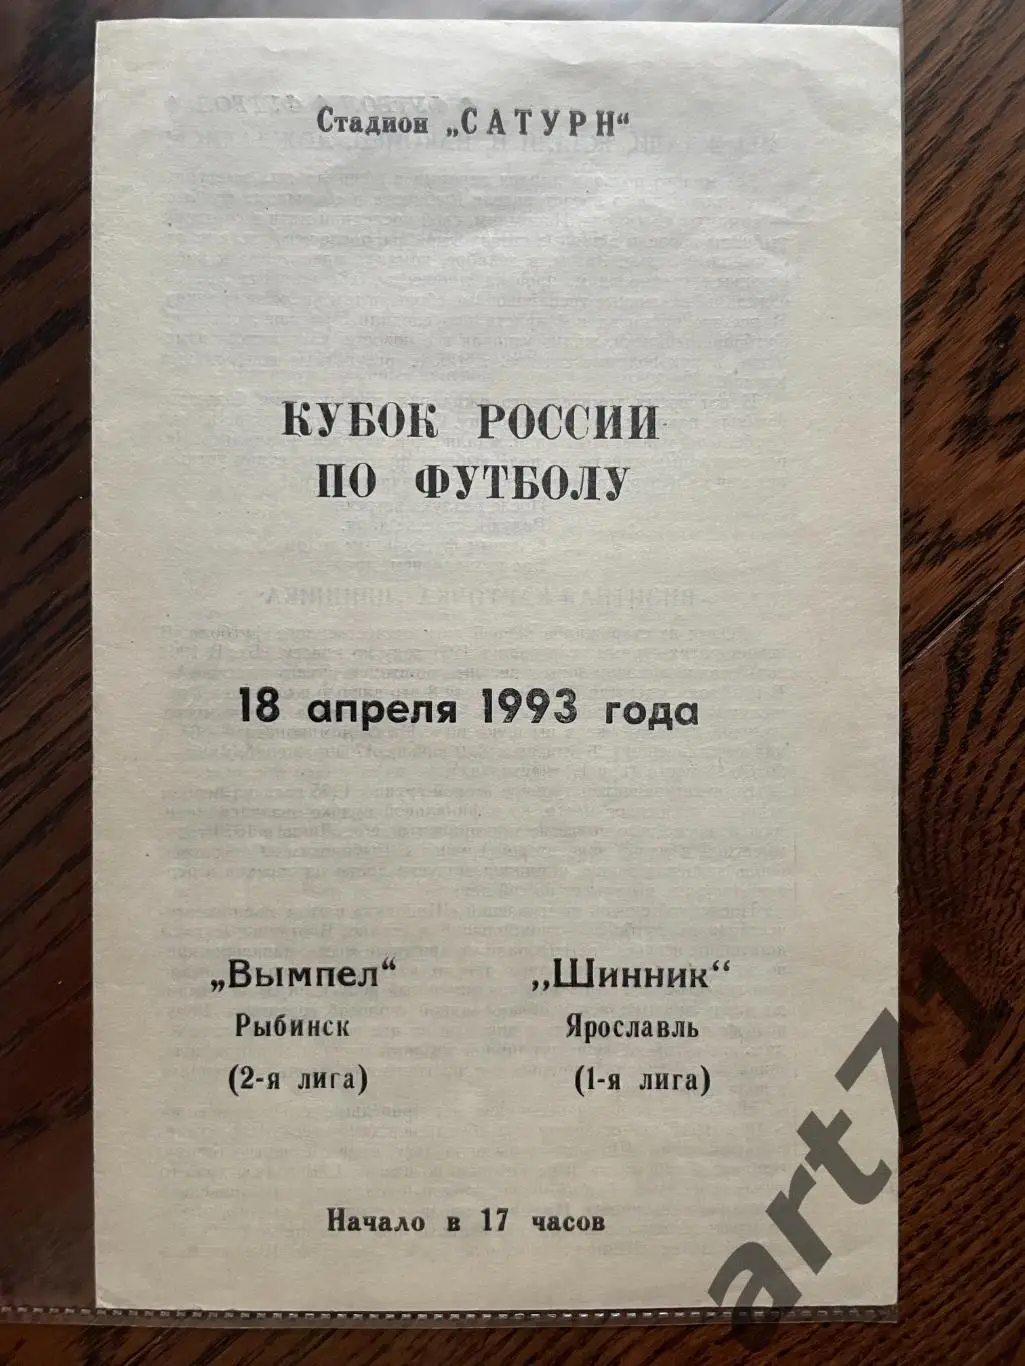 Стадион „САТУРН“
КУБОК РОССИИ
ПО ФУТБОЛУ
18 апреля 1993 года
„Вымпел“
Рыбинск
(2-я лига)
,,Шинник“
Ярославль
(1-я лига)
Начало в 17 часов
art7-1